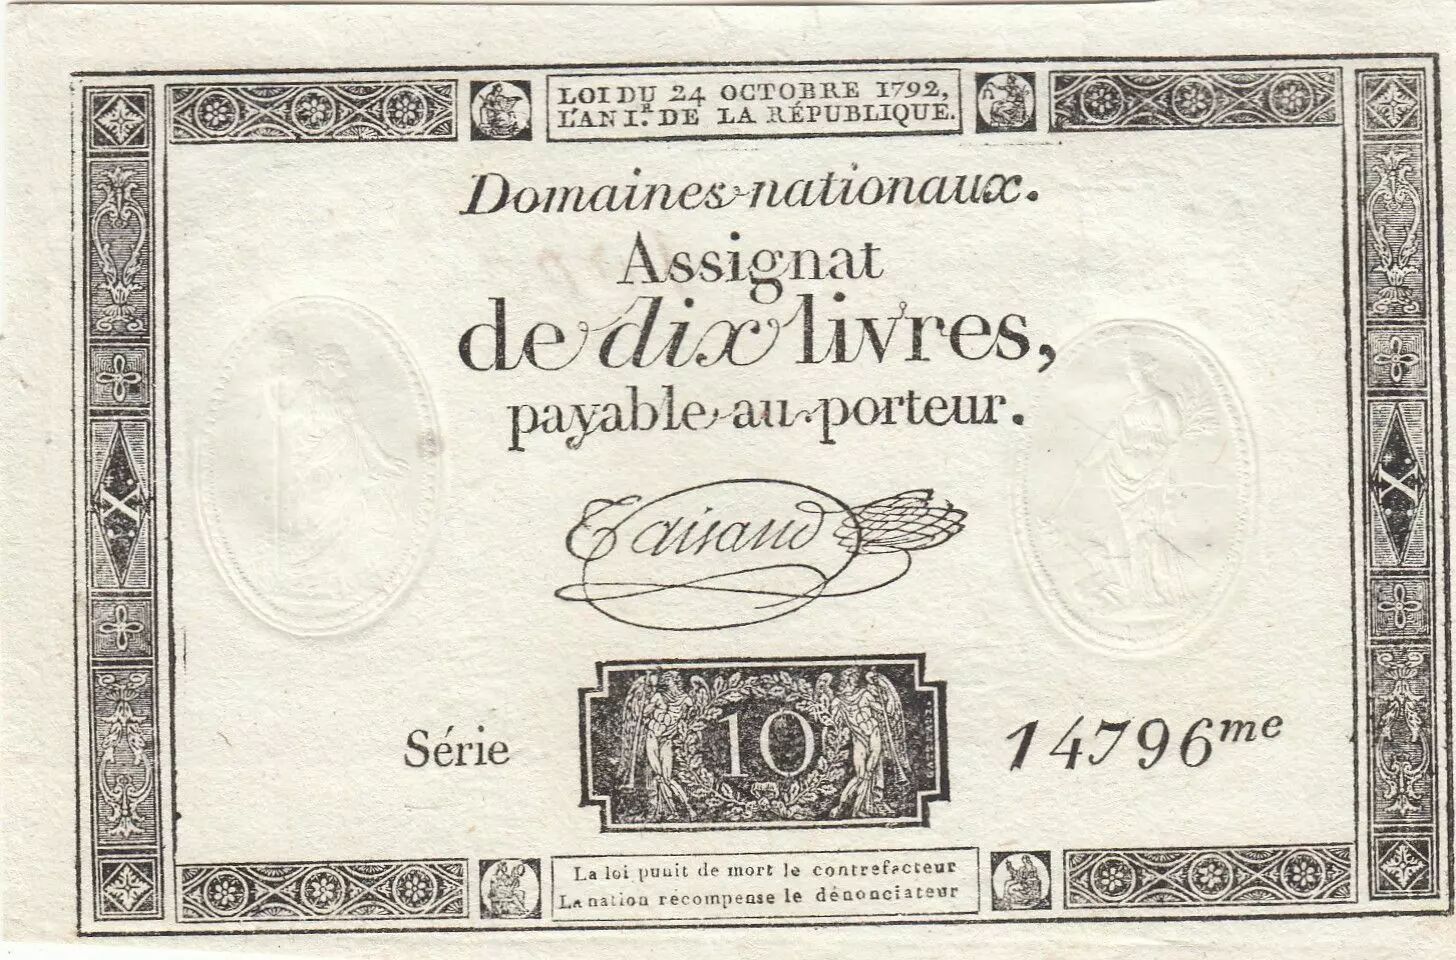 LOI DU 24 OCTOBRE 1792,
L'AN I.ᴿ DE LA RÉPUBLIQUE.
Domaines nationaux.
Assignat
de dix livres,
payable au porteur.
Taisaud
X
X
10
Série
14796me
La loi punit de mort le contrefacteur
La nation récompense le dénonciateur